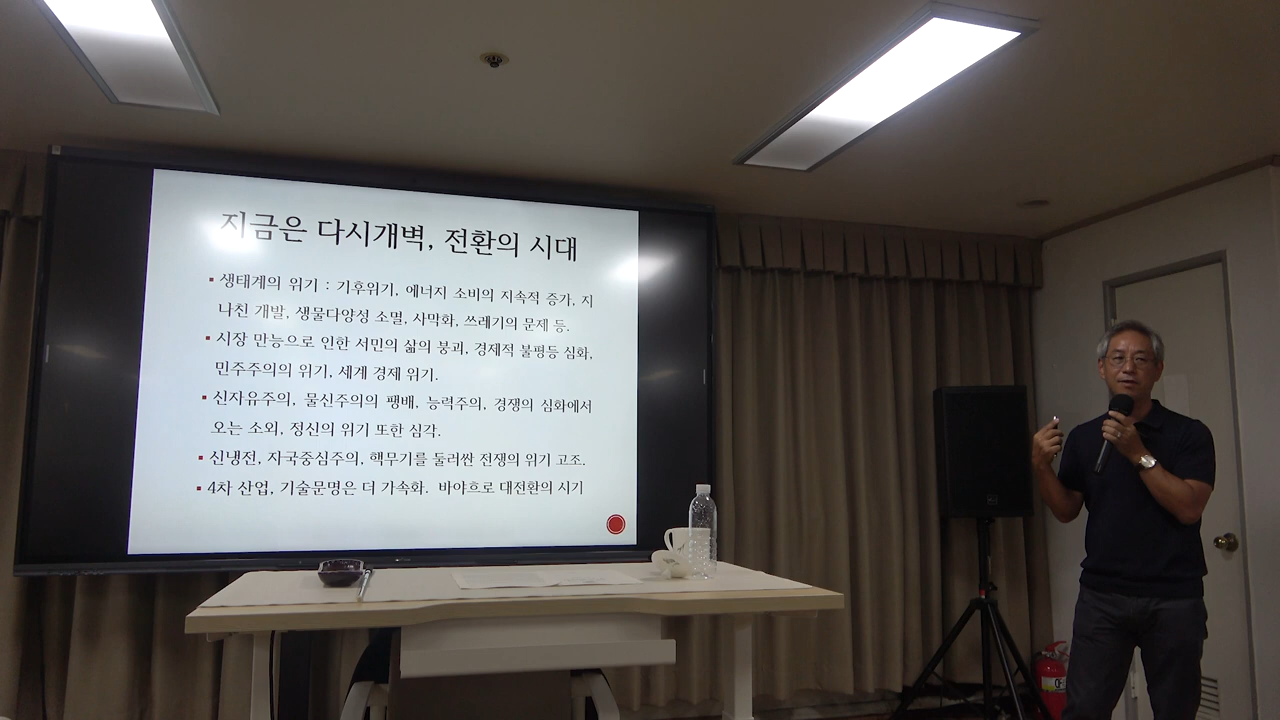 지금은 다시개벽, 전환의 시대
▪ 생태계의 위기 : 기후위기, 에너지 소비의 지속적 증가, 지
나친 개발, 생물다양성 소멸, 사막화, 쓰레기의 문제 등.
▪ 시장 만능으로 인한 서민의 삶의 붕괴, 경제적 불평등 심화,
민주주의의 위기, 세계 경제 위기.
▪ 신자유주의, 물신주의의 팽배, 능력주의, 경쟁의 심화에서
오는 소외, 정신의 위기 또한 심각.
▪ 신냉전, 자국중심주의, 핵무기를 둘러싼 전쟁의 위기 고조.
▪ 4차 산업, 기술문명은 더 가속화. 바야흐로 대전환의 시기